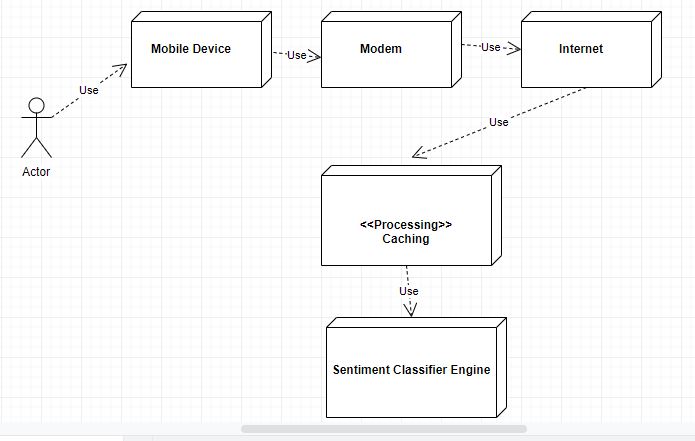 Mobile Device
Use
Modem
Use
Internet
Use
Actor
Use
<<Processing>>
Caching
Use
Sentiment Classifier Engine